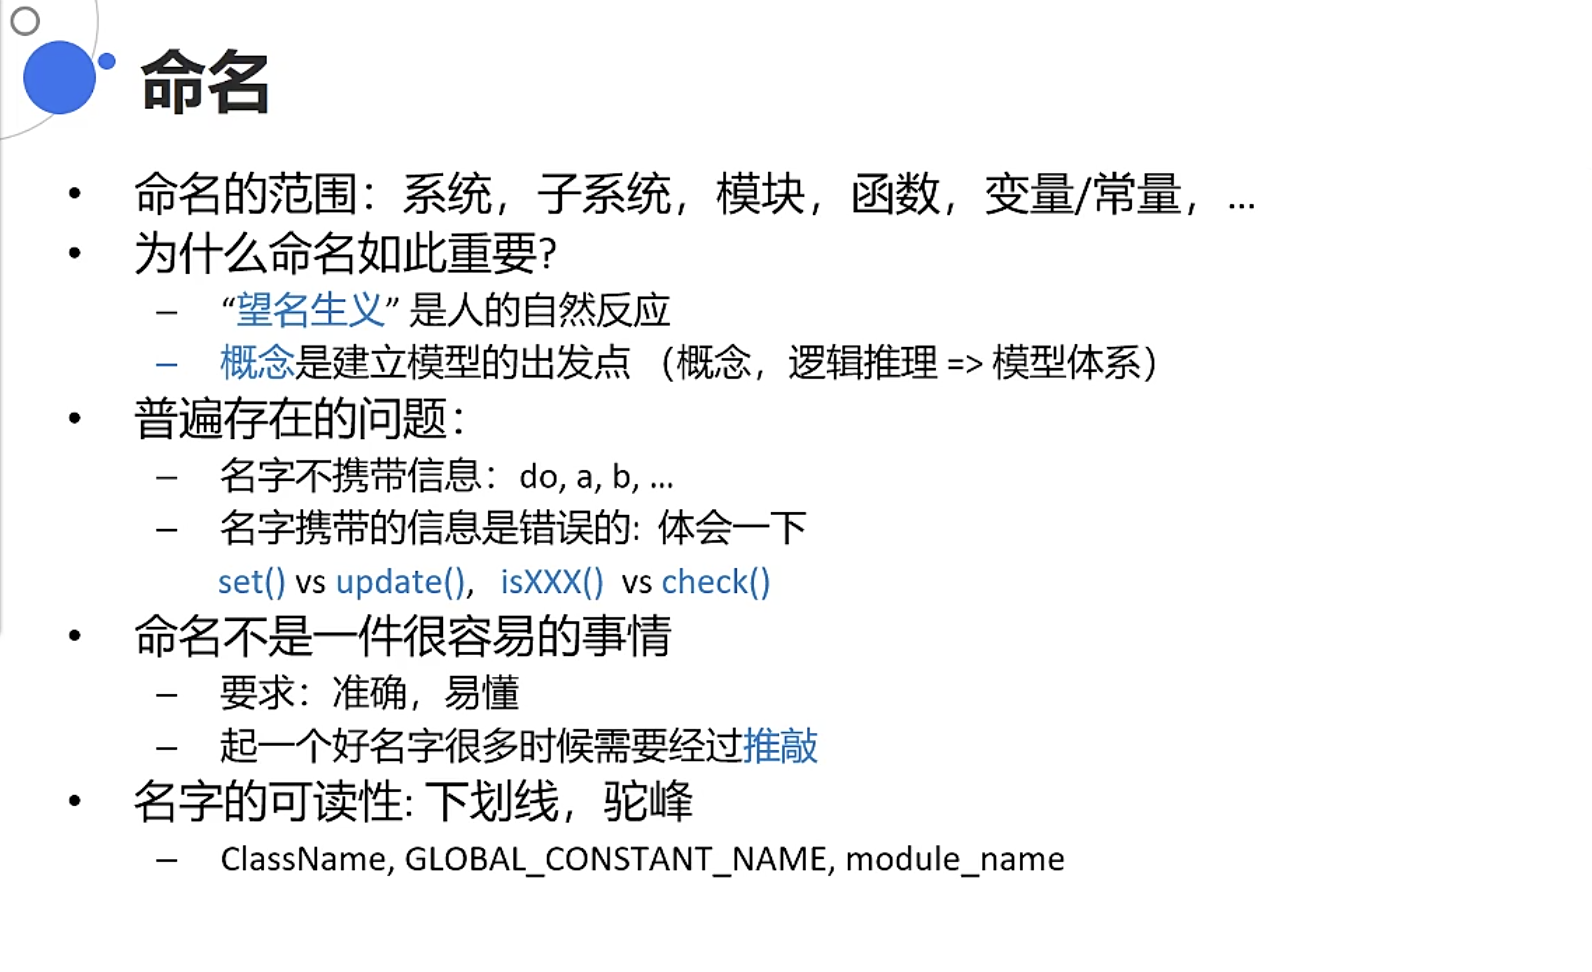 命名
• 命名的范围：系统，子系统，模块，函数，变量/常量，...
• 为什么命名如此重要?
– “望名生义” 是人的自然反应
– 概念是建立模型的出发点 （概念，逻辑推理 => 模型体系）
• 普遍存在的问题：
– 名字不携带信息：do, a, b, ...
– 名字携带的信息是错误的: 体会一下
set() vs update(), isXXX() vs check()
• 命名不是一件很容易的事情
– 要求：准确，易懂
– 起一个好名字很多时候需要经过推敲
• 名字的可读性: 下划线，驼峰
– ClassName, GLOBAL_CONSTANT_NAME, module_name